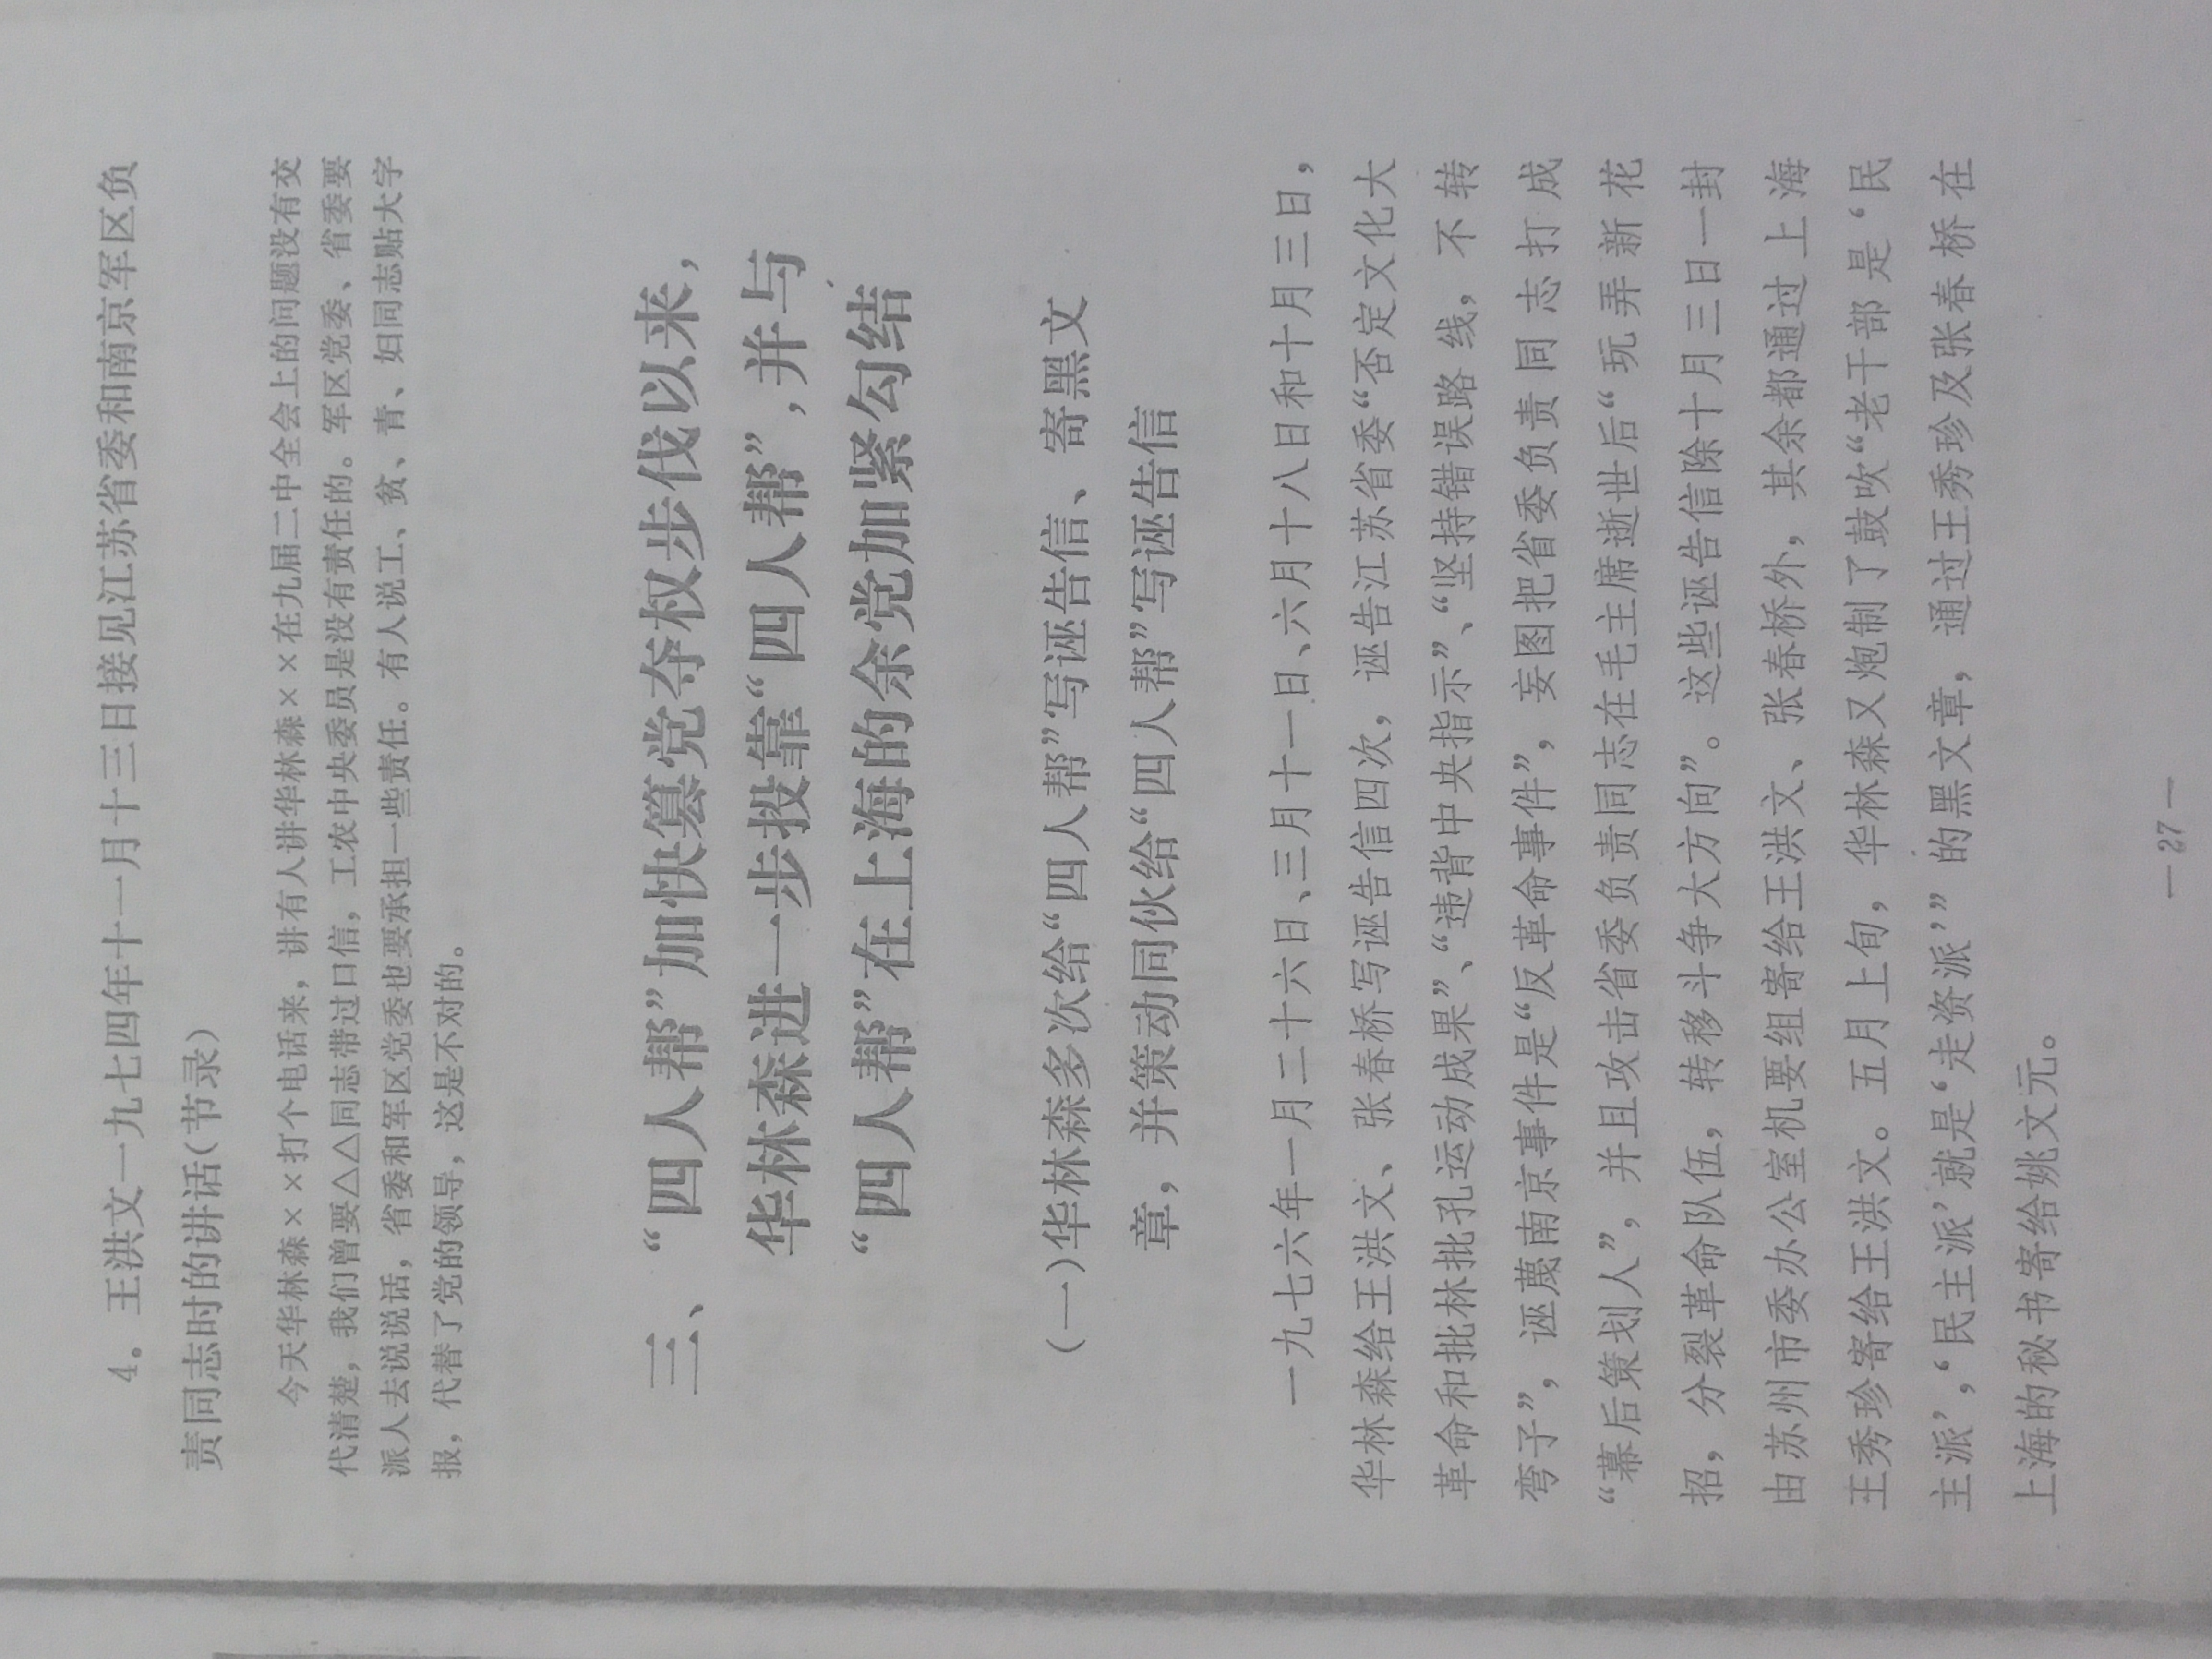 4．王洪文一九七四年十一月十三日接见江苏省委和南京军区负
责同志时的讲话（节录）
今天华林森××打个电话来，讲有人讲华林森××在九届二中全会上的问题没有交
代清楚，我们曾要△△同志带过口信，工农中央委员是没有责任的。军区党委、省委要
派人去说说话，省委和军区党委也要承担一些责任。有人说工、贫、青、妇同志贴大字
报，代替了党的领导，这是不对的。
三、“四人帮”加快篡党夺权步伐以来，
华林森进一步投靠“四人帮”，并与
“四人帮”在上海的余党加紧勾结
（一）华林森多次给“四人帮”写诬告信、寄黑文
章，并策动同伙给“四人帮”写诬告信
一九七六年一月二十六日、三月十一日、六月十八日和十月三日，
华林森给王洪文、张春桥写诬告信四次，诬告江苏省委“否定文化大
革命和批林批孔运动成果”、“违背中央指示”、“坚持错误路线，不转
弯子”，诬蔑南京事件是“反革命事件”，妄图把省委负责同志打成
“幕后策划人”，并且攻击省委负责同志在毛主席逝世后“玩弄新花
招，分裂革命队伍，转移斗争大方向”。这些诬告信除十月三日一封
由苏州市委办公室机要组寄给王洪文、张春桥外，其余都通过上海
王秀珍寄给王洪文。五月上旬，华林森又炮制了鼓吹“老干部是‘民
主派’，‘民主派’就是‘走资派’”的黑文章，通过王秀珍及张春桥在
上海的秘书寄给姚文元。
— 27 —